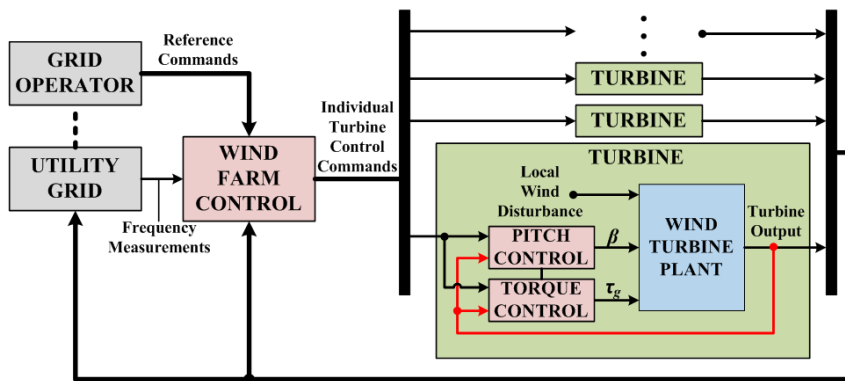 Reference
Commands
GRID
OPERATOR
UTILITY
GRID
Frequency
Measurements
WIND
FARM
CONTROL
Individual
Turbine
Control
Commands
TURBINE
TURBINE
TURBINE
Local
Wind
Disturbance
PITCH
CONTROL
β
TORQUE
CONTROL
τg
WIND
TURBINE
PLANT
Turbine
Output